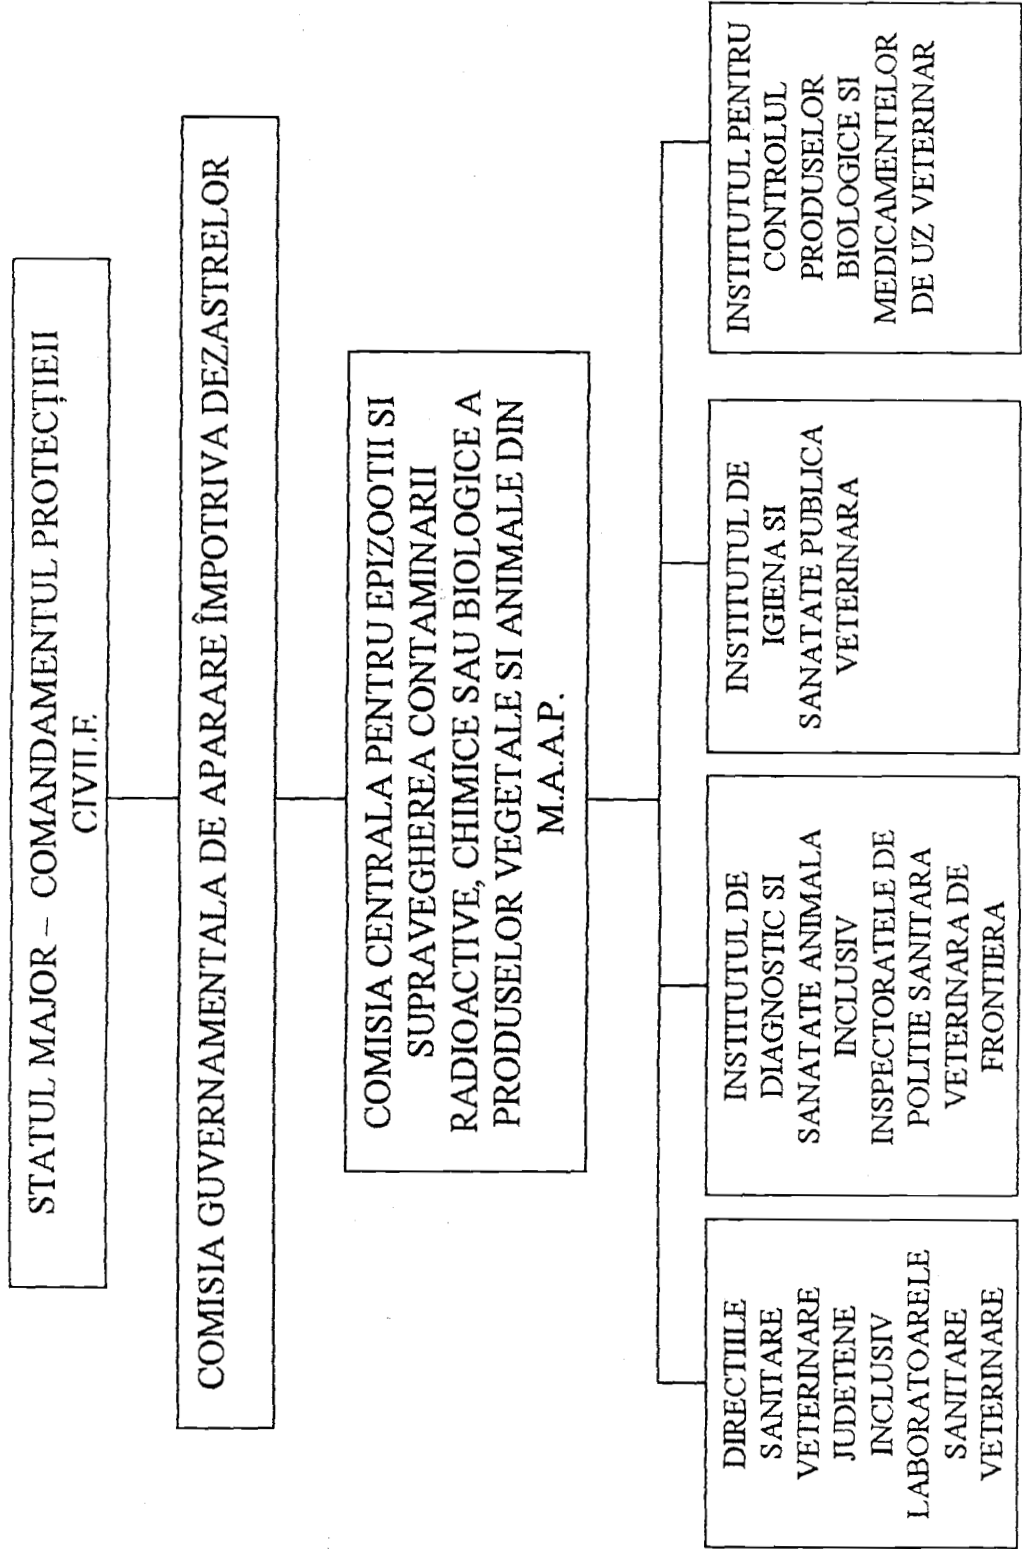 STATUL MAJOR – COMANDAMENTUL PROTECȚIEII
CIVILE
COMISIA GUVERNAMENTALA DE APARARE ÎMPOTRIVA DEZASTRELOR
COMISIA CENTRALA PENTRU EPIZOOTII SI
SUPRAVEGHEREA CONTAMINARII
RADIOACTIVE, CHIMICE SAU BIOLOGICE A
PRODUSELOR VEGETALE SI ANIMALE DIN
M.A.A.P.
DIRECTIILE
SANITARE
VETERINARE
JUDETENE
INCLUSIV
LABORATOARELE
SANITARE
VETERINARE
INSTITUTUL DE
DIAGNOSTIC SI
SANATATE ANIMALA
INCLUSIV
INSPECTORATELE DE
POLITIE SANITARA
VETERINARA DE
FRONTIERA
INSTITUTUL DE
IGIENA SI
SANATATE PUBLICA
VETERINARA
INSTITUTUL PENTRU
CONTROLUL
PRODUSELOR
BIOLOGICE SI
MEDICAMENTELOR
DE UZ VETERINAR